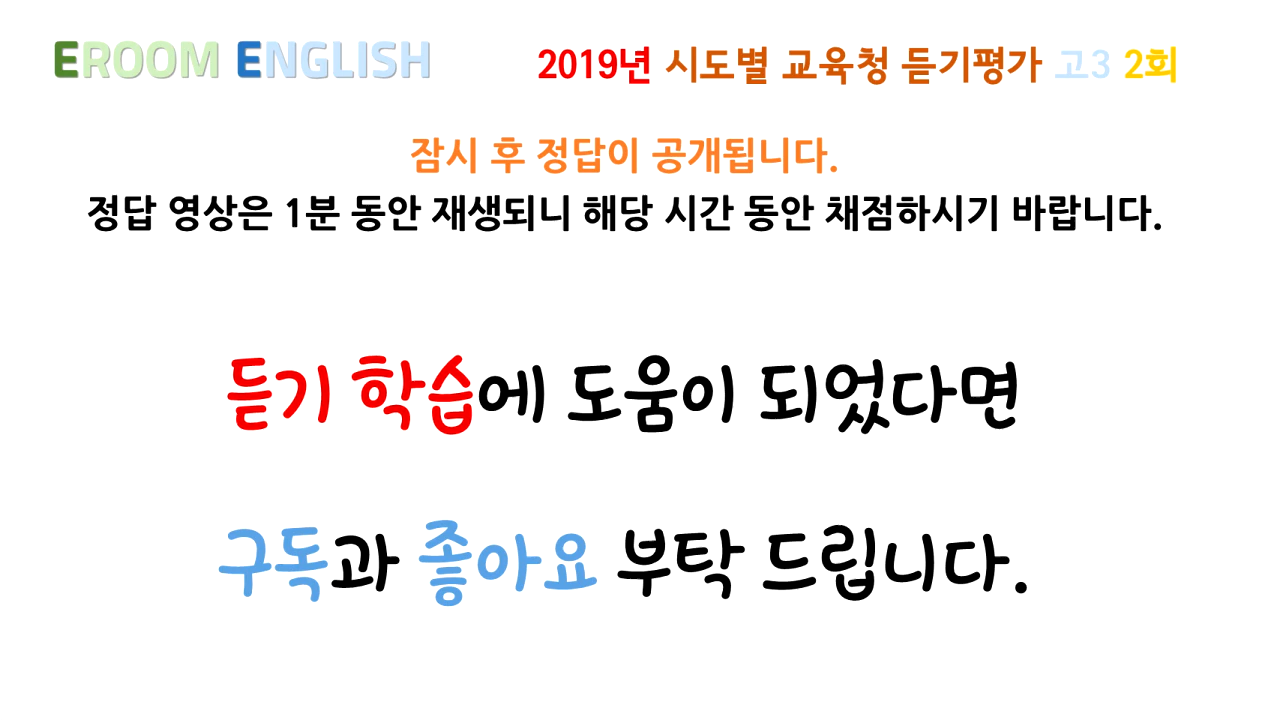 EROOM ENGLISH 2019년 시도별 교육청 듣기평가 고3 2회
잠시 후 정답이 공개됩니다.
정답 영상은 1분 동안 재생되니 해당 시간 동안 채점하시기 바랍니다.
듣기 학습에 도움이 되었다면
구독과 좋아요 부탁 드립니다.